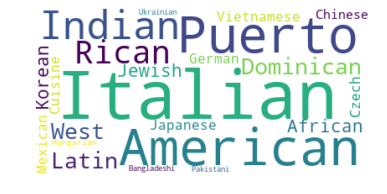 Ukrainian
Indian Puerto
Vietnamese Chinese
Rican
German
Korean Cuisine Jewish Dominican
Italian
Czech
Mexican West Japanese African
Hungarian
Latin American
Bangladeshi Pakistani